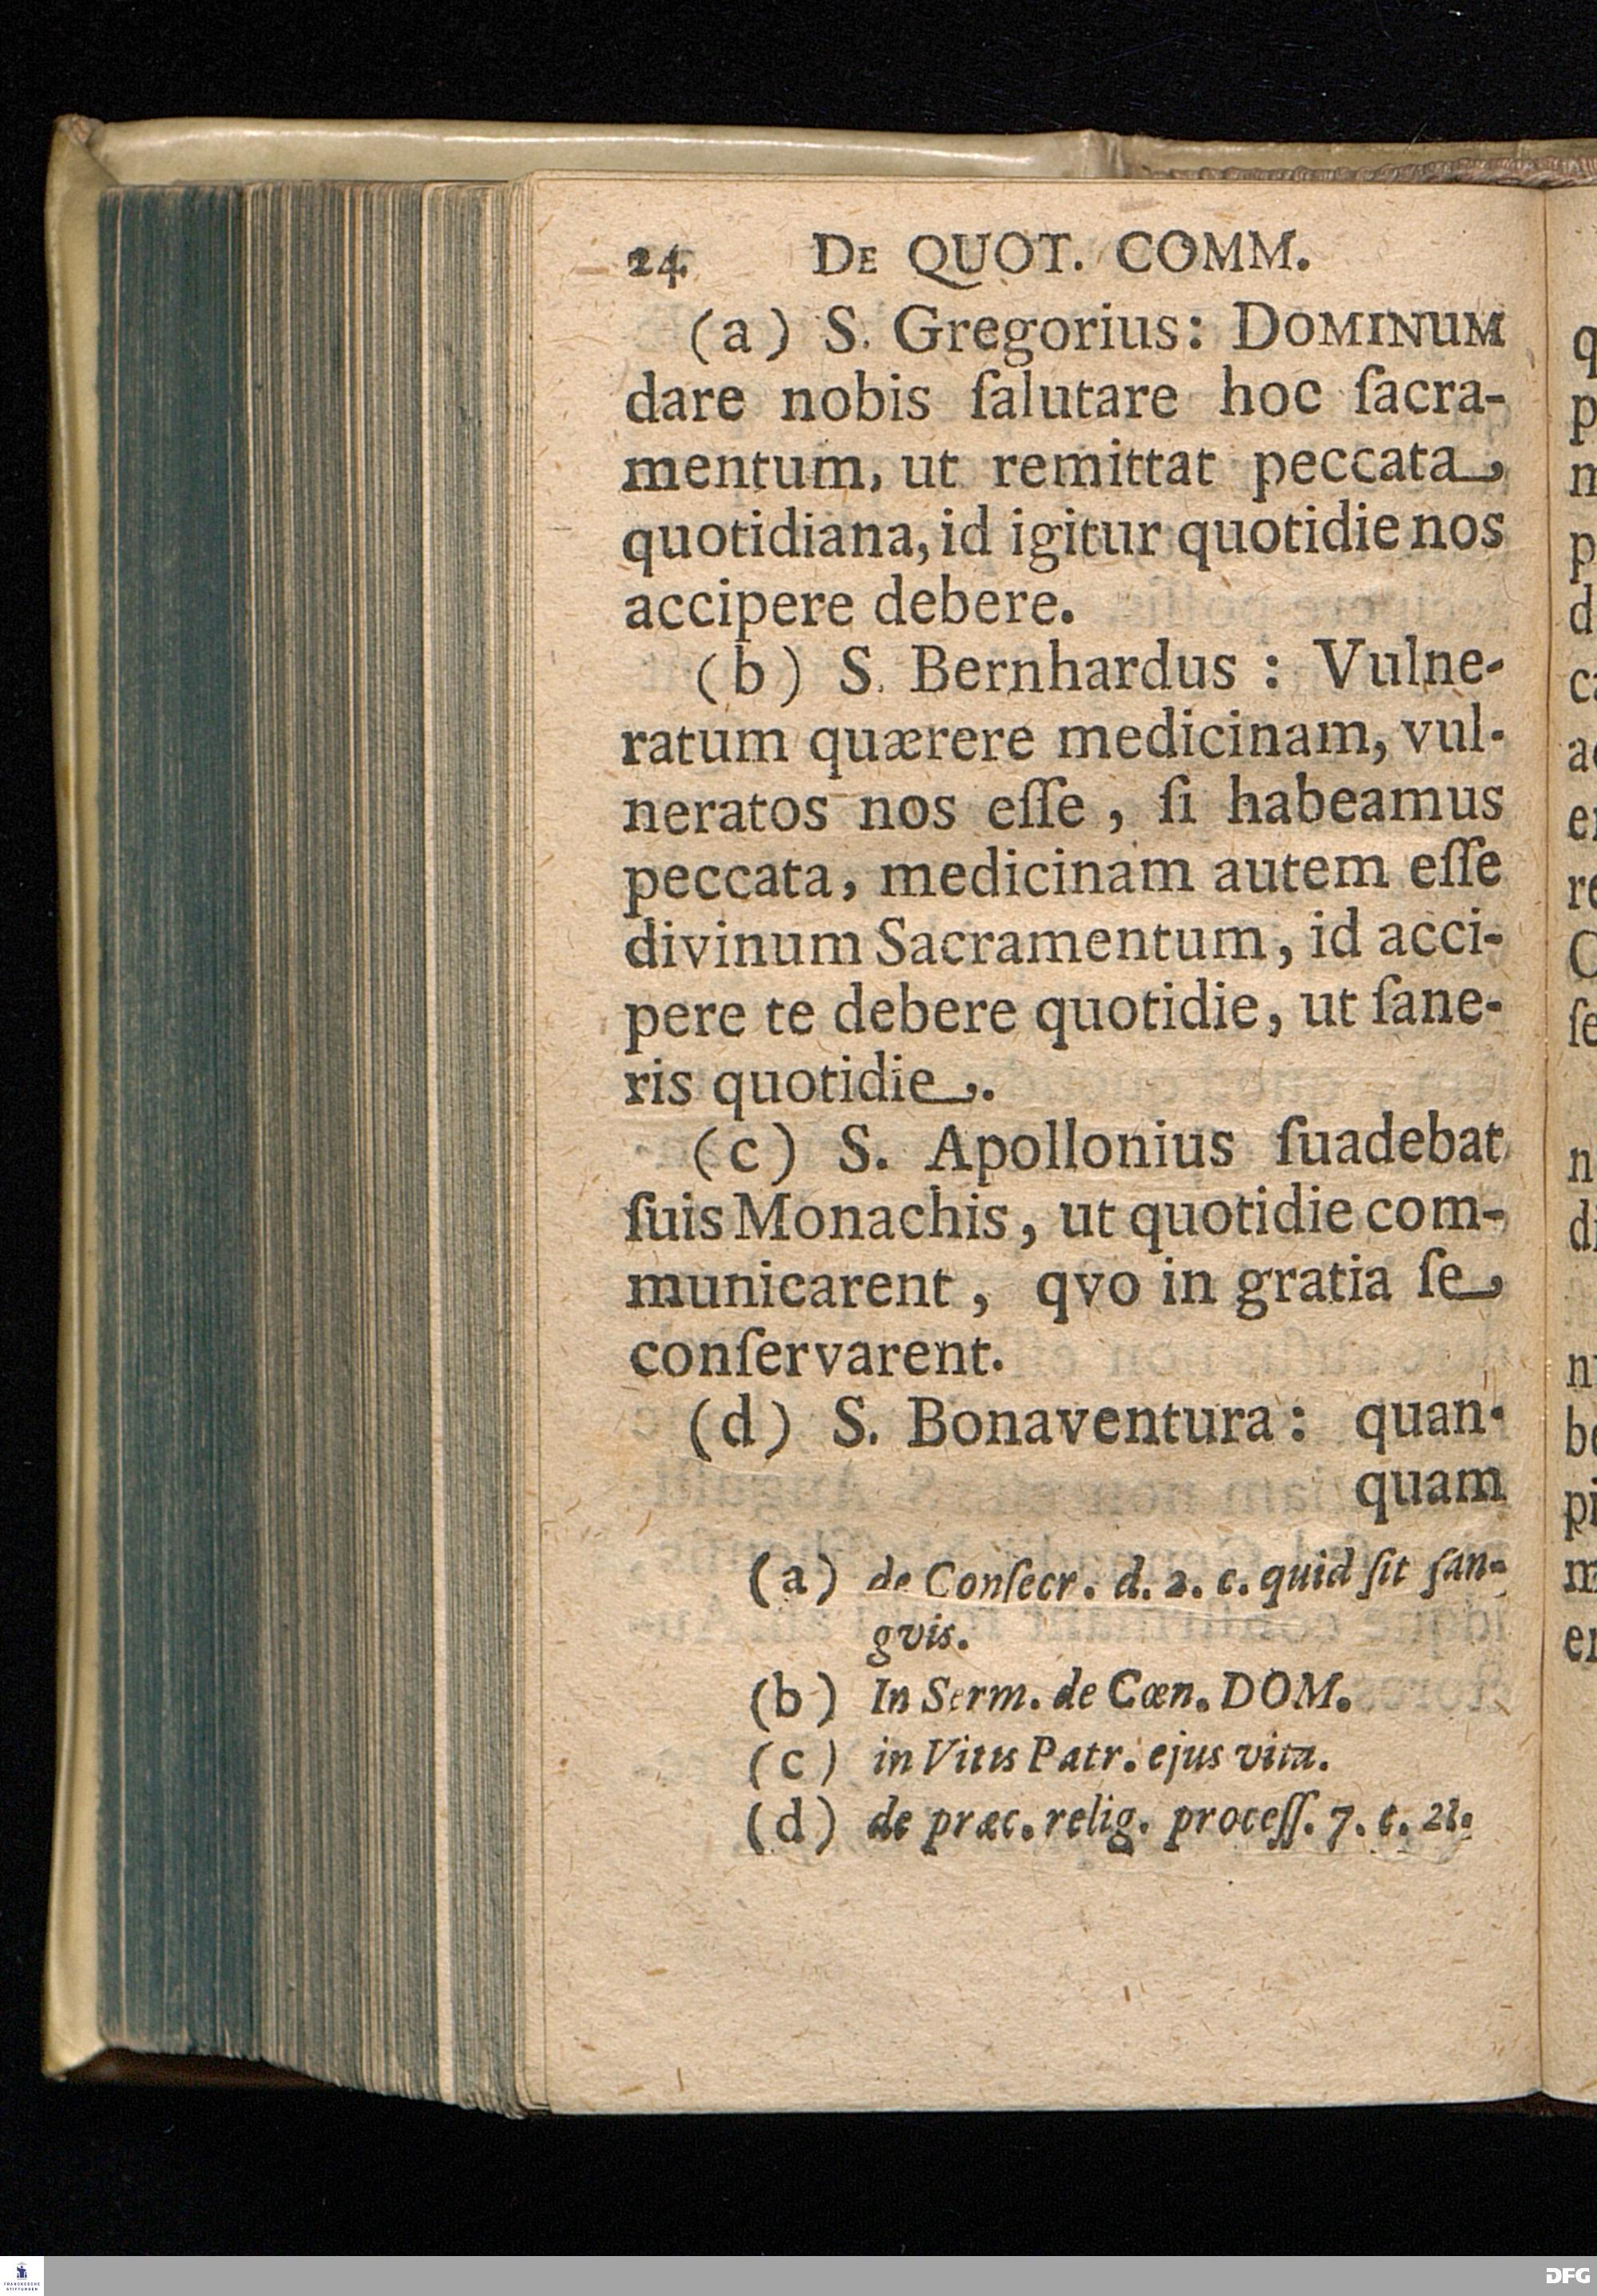 24. DE QUOT. COMM.
(a) S. Gregorius: DOMINUM
dare nobis ſalutare hoc ſacra-
mentum, ut remittat peccata
quotidiana, id igitur quotidie nos
accipere debere.
(b) S. Bernhardus : Vulne-
ratum quærere medicinam, vul-
neratos nos eſſe , ſi habeamus
peccata, medicinam autem eſſe
divinum Sacramentum, id acci-
pere te debere quotidie, ut ſane-
ris quotidie.
(c) S. Apollonius ſuadebat
ſuis Monachis, ut quotidie com-
municarent , qvo in gratia ſe
conſervarent.
(d) S. Bonaventura: quan-
quam
(a) de Conſecr. d. 2. c. quid ſit ſan-
gvis.
(b) In Serm. de Cœn. DOM.
(c) in Vitis Patr. ejus vita.
(d) de præc. relig. proceſſ. 7. c. 21.
FRANCKESCHE
STIFTUNGEN
DFG